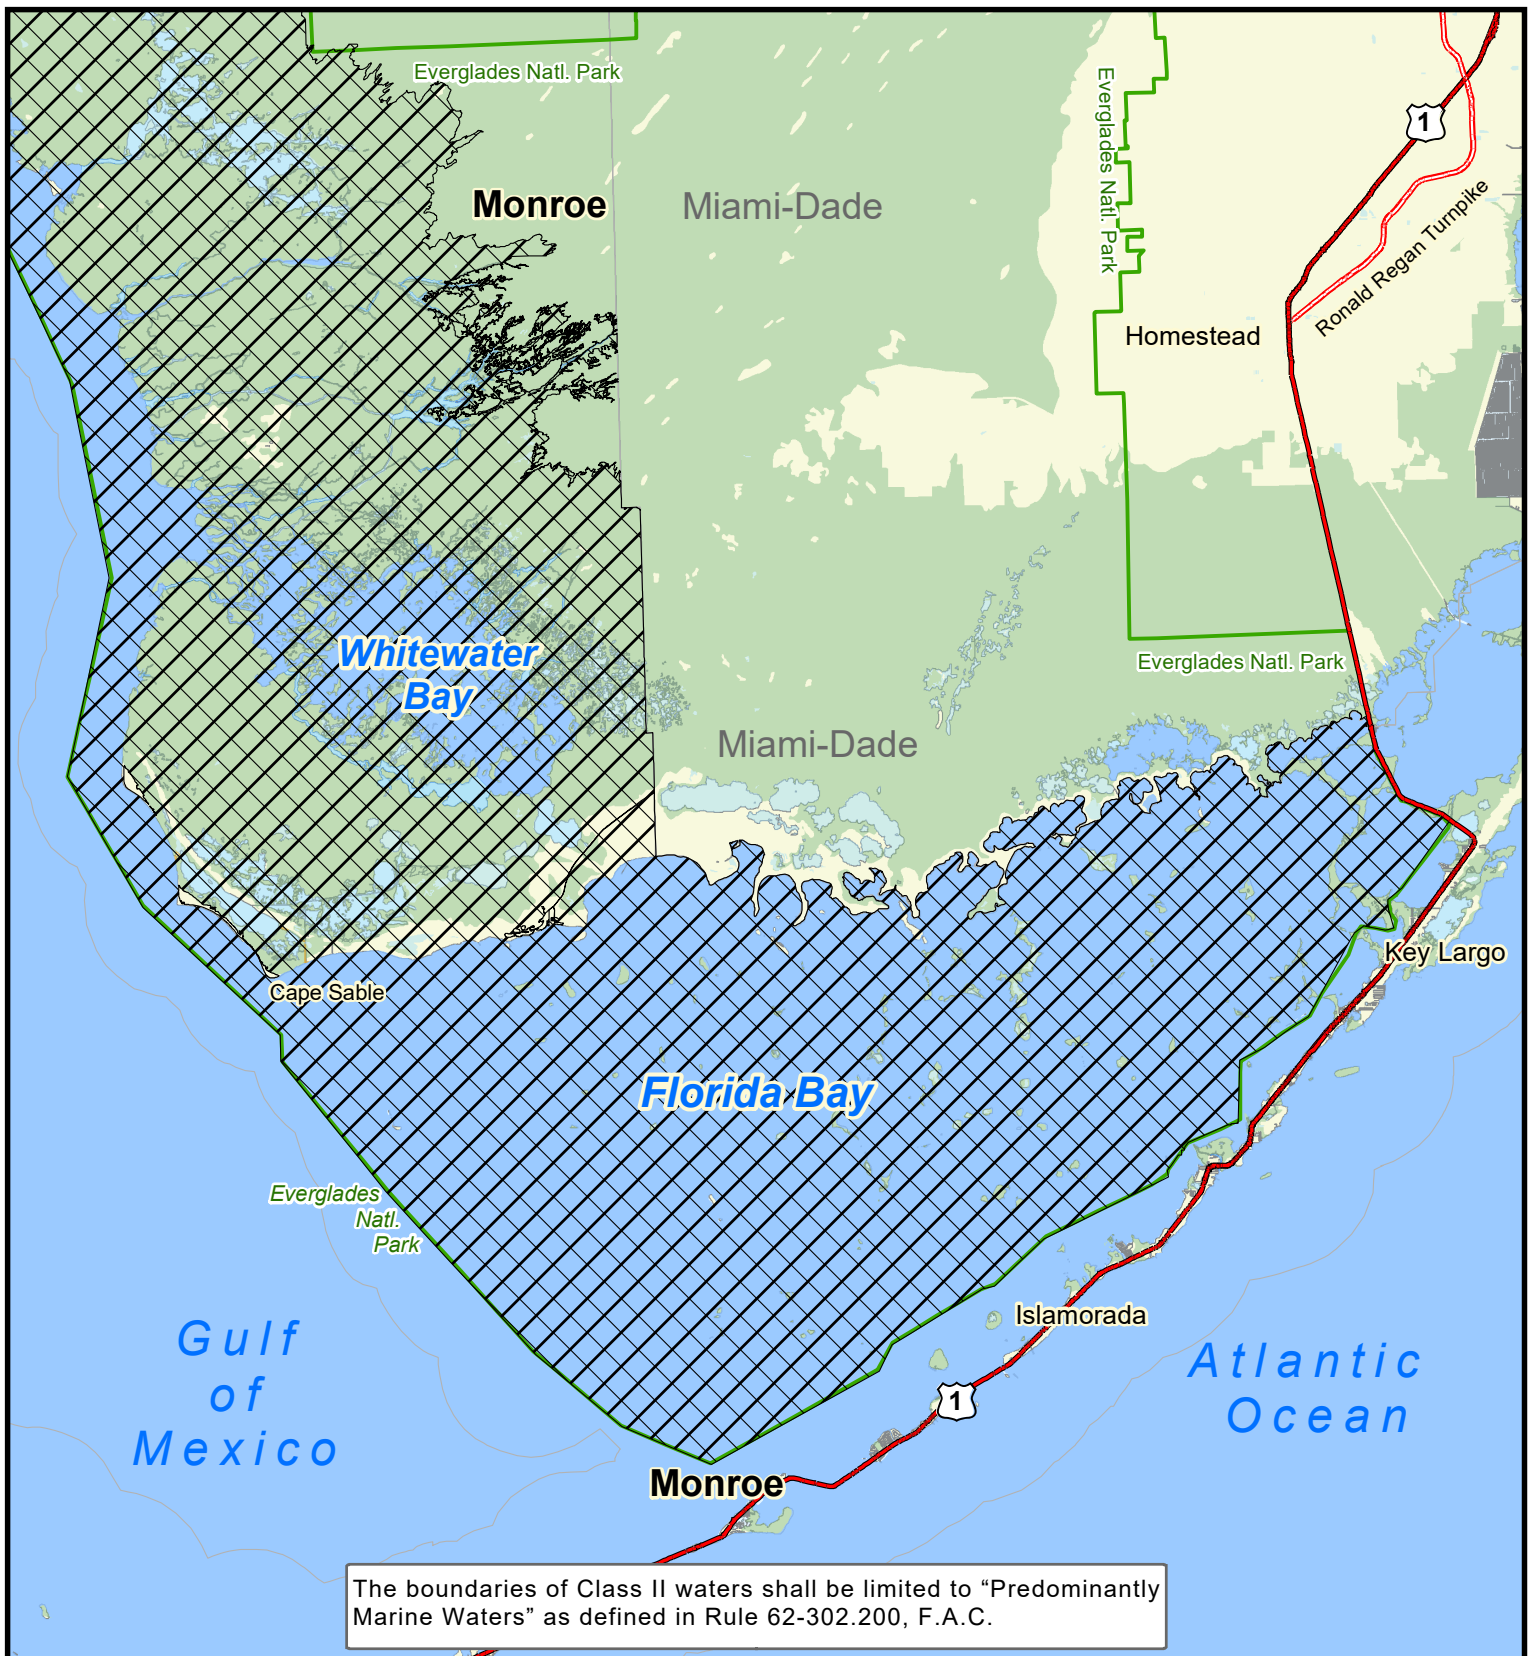 Everglades Natl. Park
Everglades Natl. Park
1
Monroe
Miami-Dade
Ronald Regan Turnpike
Homestead
Whitewater
Bay
Everglades Natl. Park
Miami-Dade
Key Largo
Cape Sable
Florida Bay
Everglades
Natl.
Park
Gulf
of
Mexico
Islamorada
Atlantic
Ocean
1
Monroe
The boundaries of Class II waters shall be limited to “Predominantly
Marine Waters” as defined in Rule 62-302.200, F.A.C.